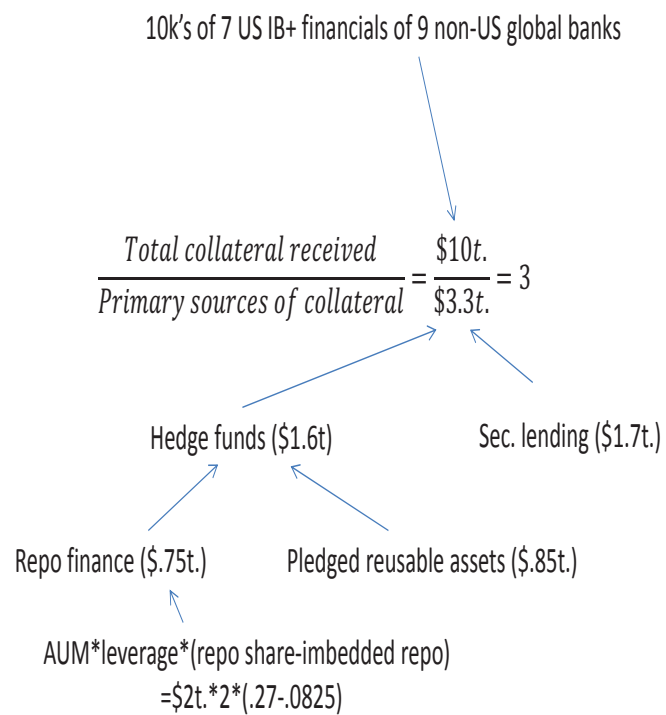 10k's of 7 US IB+ financials of 9 non-US global banks
Total collateral received / Primary sources of collateral = $10t. / $3.3t. = 3
Hedge funds ($1.6t)
Sec. lending ($1.7t.)
Repo finance ($.75t.)
Pledged reusable assets ($.85t.)
AUM*leverage*(repo share-imbedded repo)
=$2t.*2*(.27-.0825)